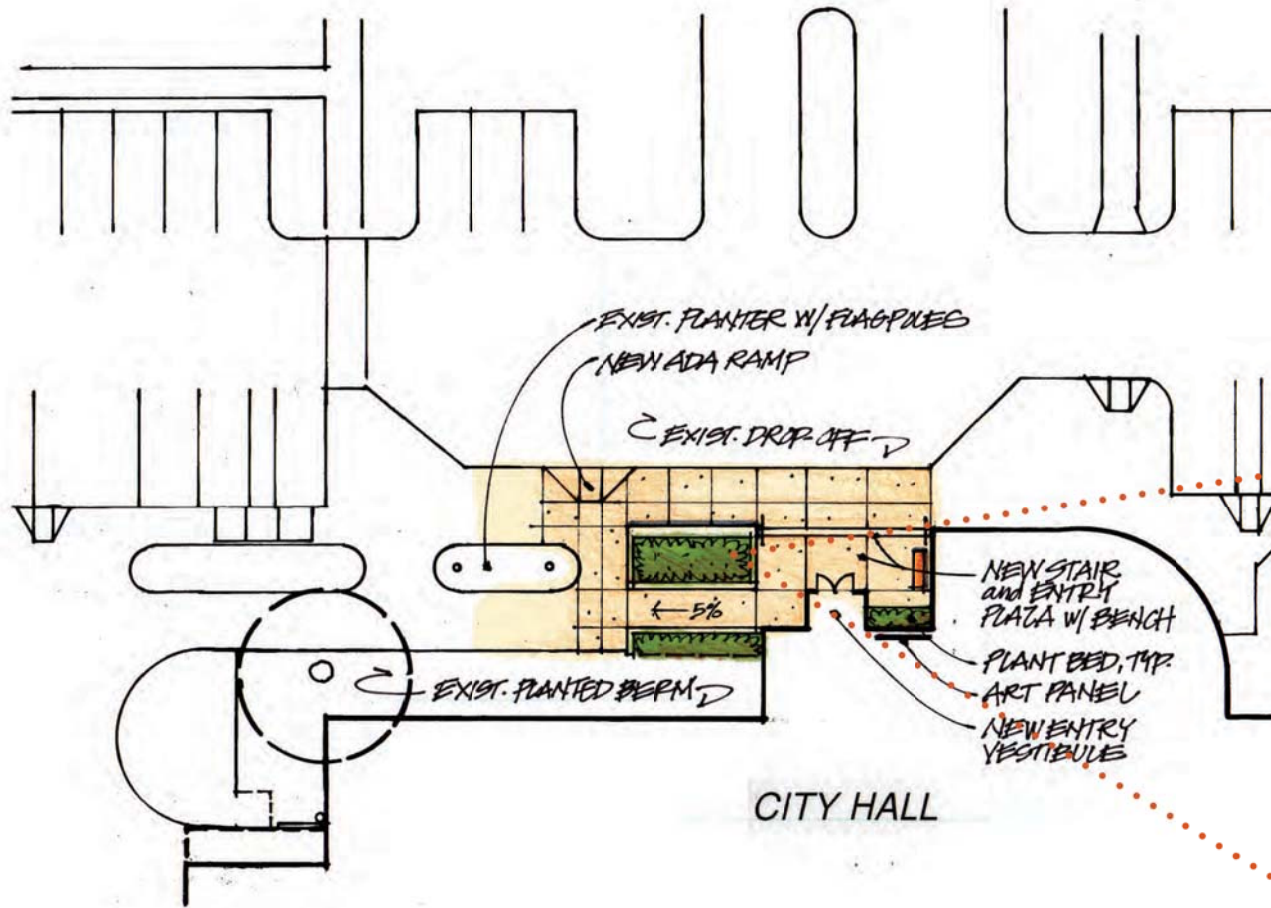 EXIST. PLANTER W/ FLAGPOLES
NEW ADA RAMP
EXIST. DROP-OFF
NEW STAIR
and ENTRY
PLAZA W/ BENCH
5%
PLANT BED, TYP.
EXIST. PLANTED BERM
ART PANEL
NEW ENTRY
VESTIBULE
CITY HALL